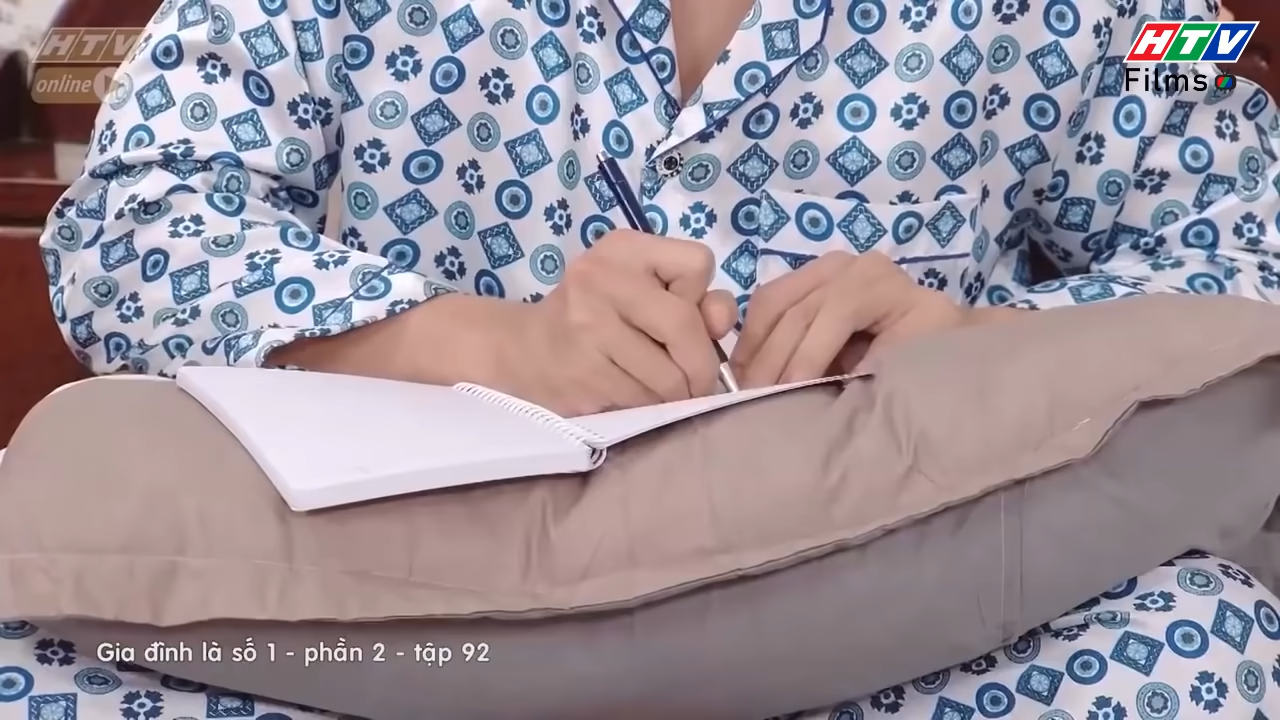 HTV
online
HTV
Films
Gia đình là số 1 - phần 2 - tập 92